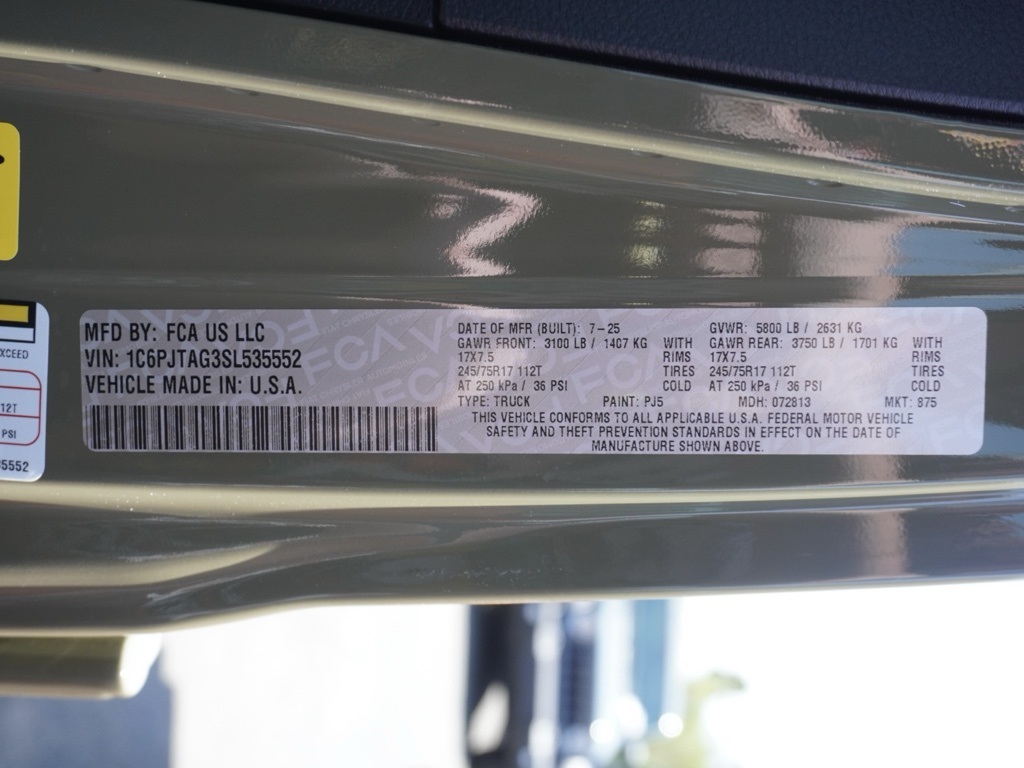 MFD BY: FCA US LLC
VIN: 1C6PJTAG3SL535552
VEHICLE MADE IN: U.S.A.
DATE OF MFR (BUILT): 7-25 GVWR: 5800 LB / 2631 KG
GAWR FRONT: 3100 LB / 1407 KG WITH GAWR REAR: 3750 LB / 1701 KG WITH
17X7.5 RIMS 17X7.5 RIMS
245/75R17 112T TIRES 245/75R17 112T TIRES
AT 250 kPa / 36 PSI COLD AT 250 kPa / 36 PSI COLD
TYPE: TRUCK PAINT: PJ5 MDH: 072813 MKT: 875
THIS VEHICLE CONFORMS TO ALL APPLICABLE U.S.A. FEDERAL MOTOR VEHICLE
SAFETY AND THEFT PREVENTION STANDARDS IN EFFECT ON THE DATE OF
MANUFACTURE SHOWN ABOVE.
EXCEED
12T
PSI
35552